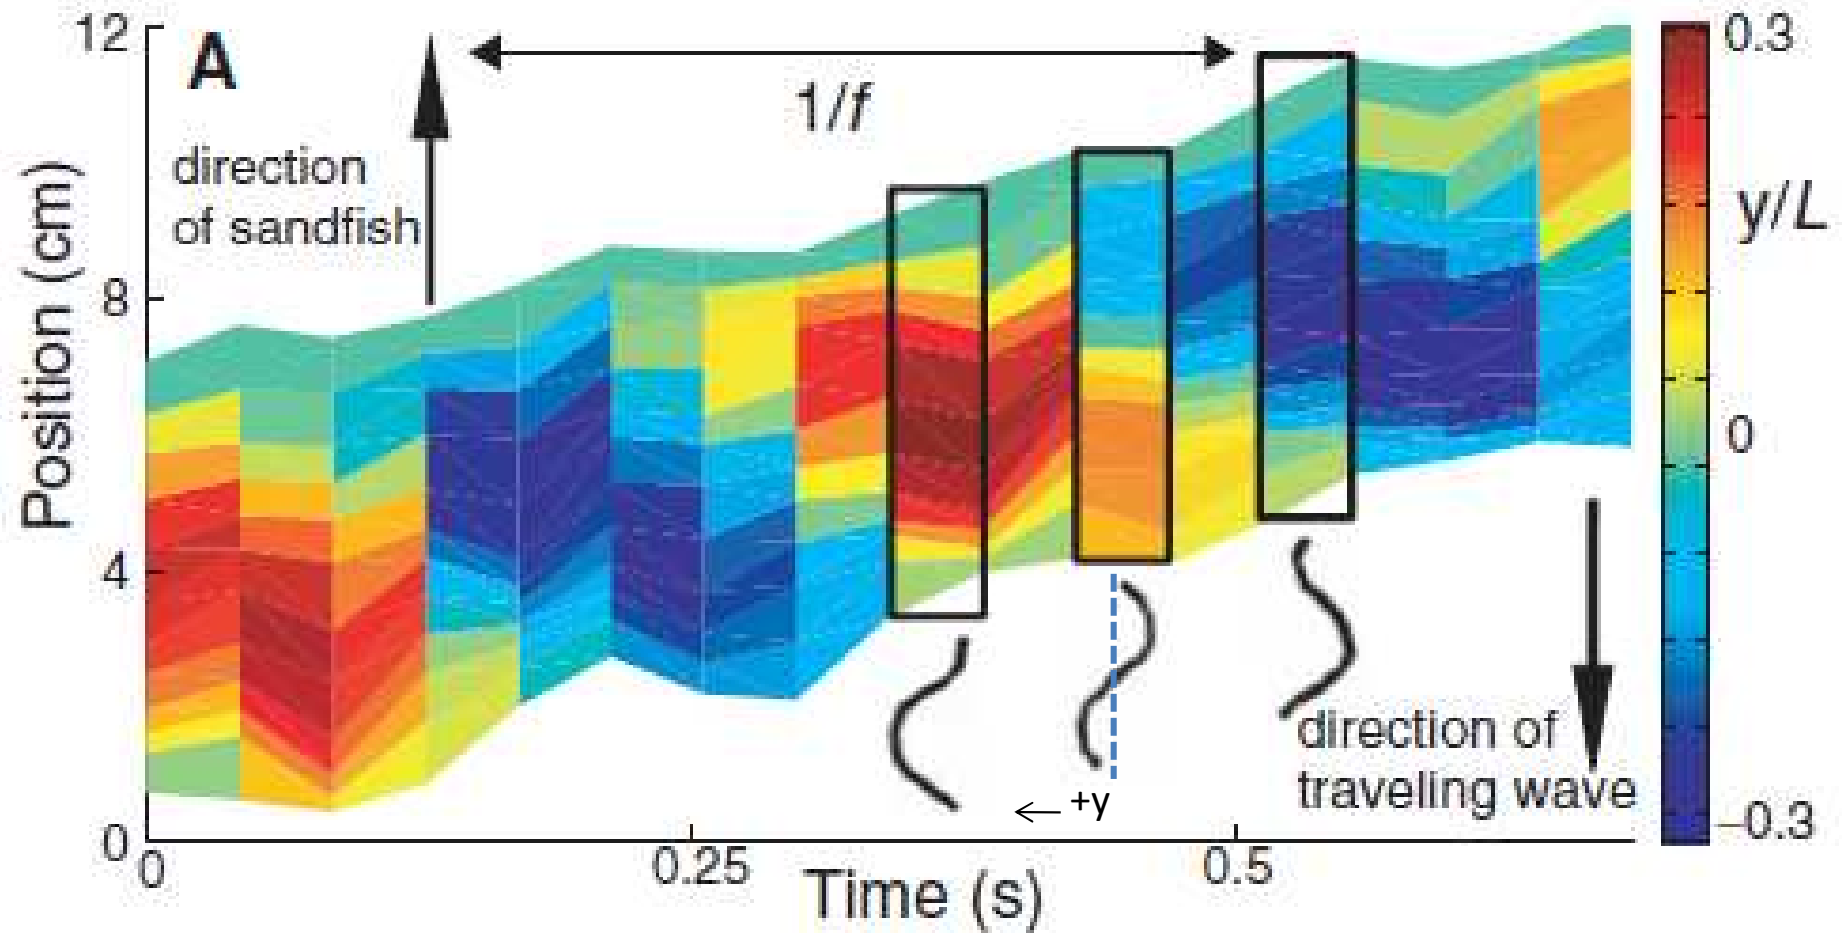 A
12
8
4
0
Position (cm)
direction
of sandfish
1/f
0.3
y/L
0
–0.3
direction of
traveling wave
← +y
0
0.25
0.5
Time (s)